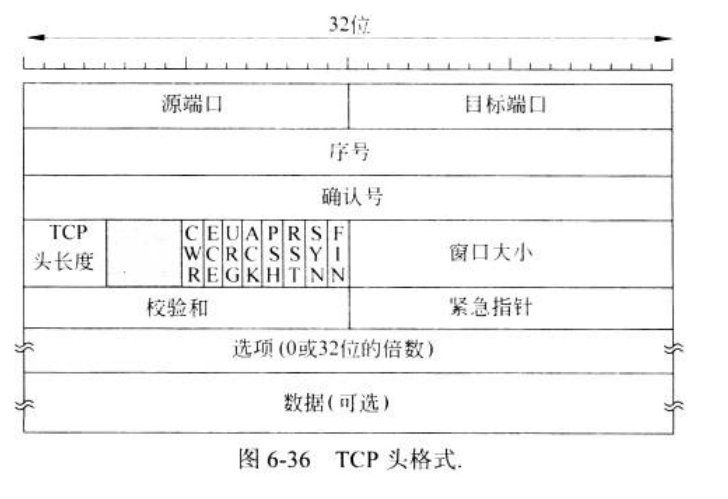 32位
源端口 目标端口
序号
确认号
TCP
头长度
CWR ECE URG ACK PSH RST SYN FIN
窗口大小
校验和 紧急指针
选项(0或32位的倍数)
数据(可选)
图 6-36 TCP 头格式.